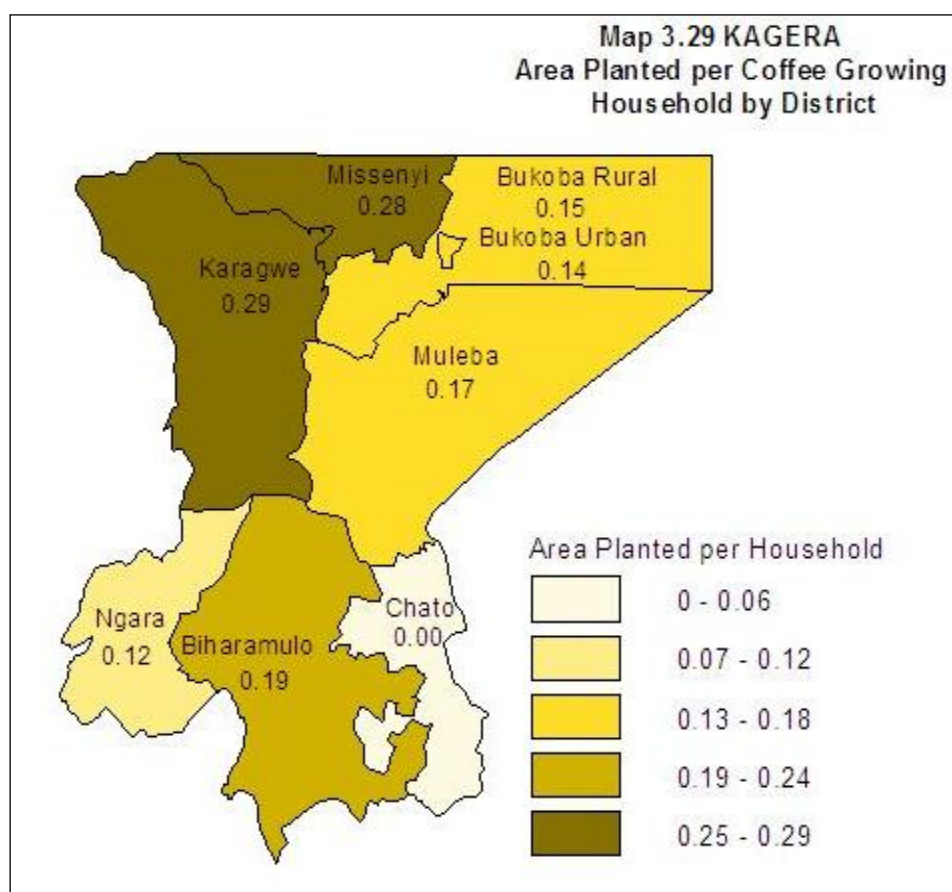 Map 3.29 KAGERA
Area Planted per Coffee Growing
Household by District
Missenyi
0.28
Bukoba Rural
0.15
Bukoba Urban
0.14
Karagwe
0.29
Muleba
0.17
Ngara
0.12
Biharamulo
0.19
Chato
0.00
Area Planted per Household
0 - 0.06
0.07 - 0.12
0.13 - 0.18
0.19 - 0.24
0.25 - 0.29